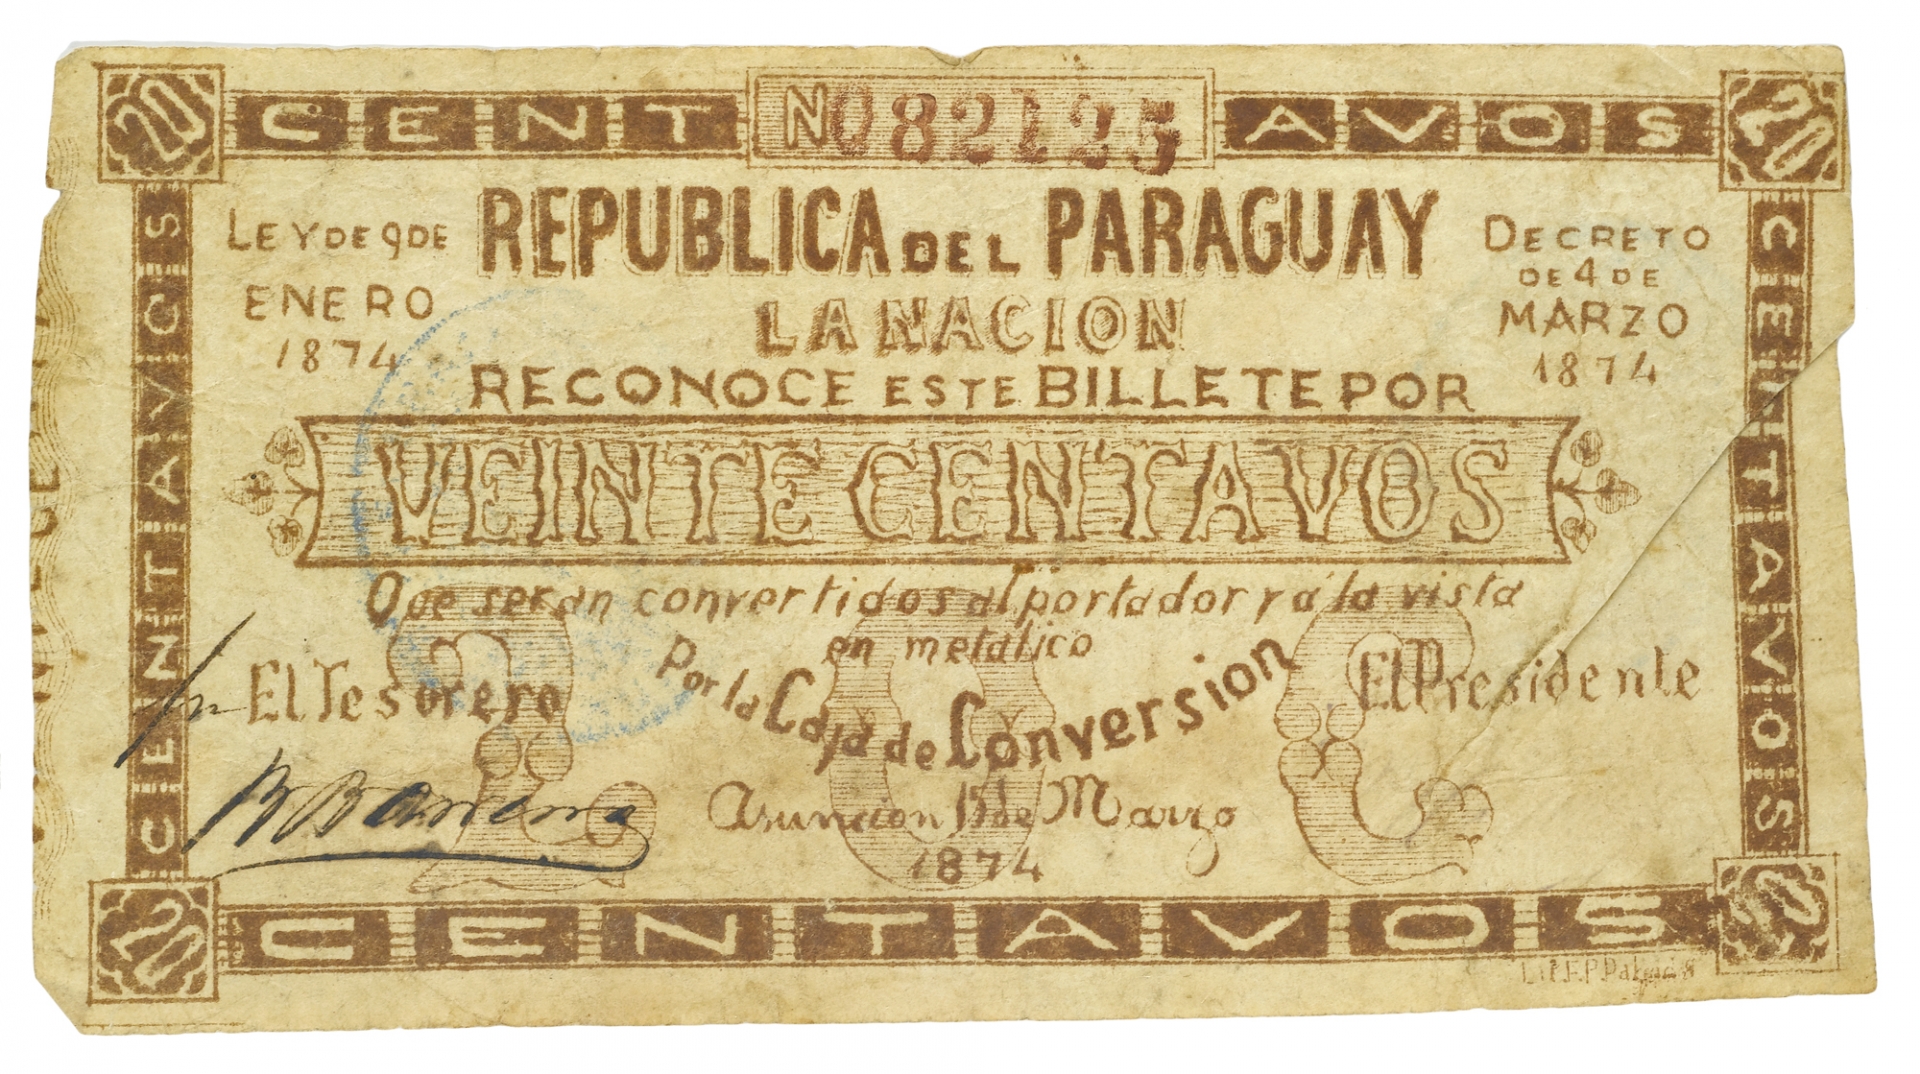 20 CENT Nº 082125 AVOS 20
CENTAVOS
CENTAVOS
LEY DE 9 DE
ENERO
1874
REPUBLICA DEL PARAGUAY
LA NACION
RECONOCE ESTE BILLETE POR
DECRETO
DE 4 DE
MARZO
1874
VEINTE CENTAVOS
Que seran convertidos al portador y á la vista
en metalico
Por la Caja de Conversion
El Tesorero
El Presidente
20C
Asuncion 15 de Marzo
1874
20 CENTAVOS 20